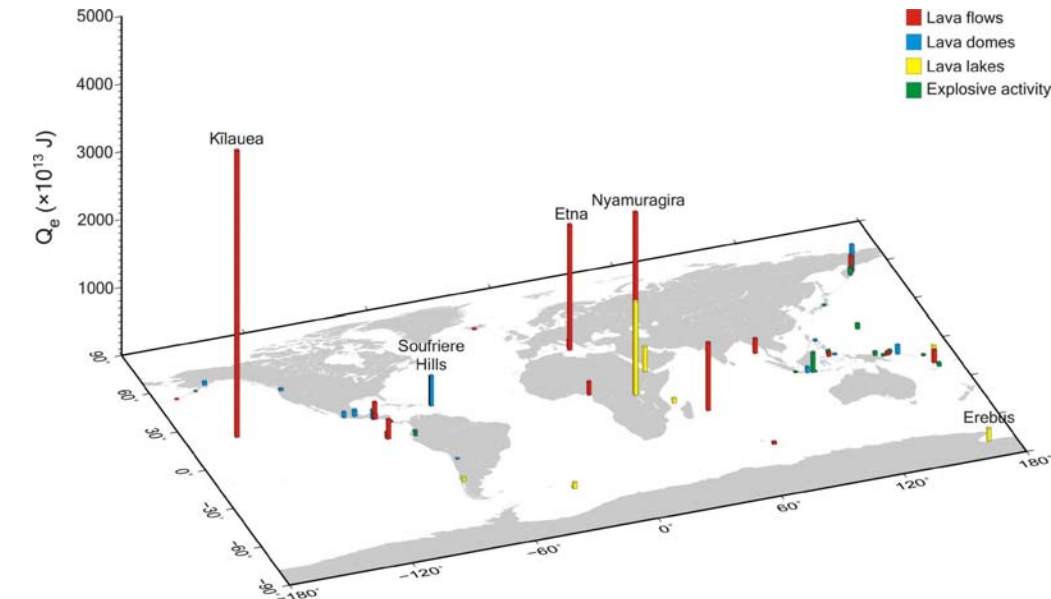 5000
4000
3000
2000
1000
Qe (×10¹³ J)
Lava flows
Lava domes
Lava lakes
Explosive activity
Kīlauea
Etna
Nyamuragira
Soufriere
Hills
Erebus
90˚
60˚
30˚
0˚
−30˚
−60˚
−90˚
−180˚
−120˚
−60˚
0˚
60˚
120˚
180˚